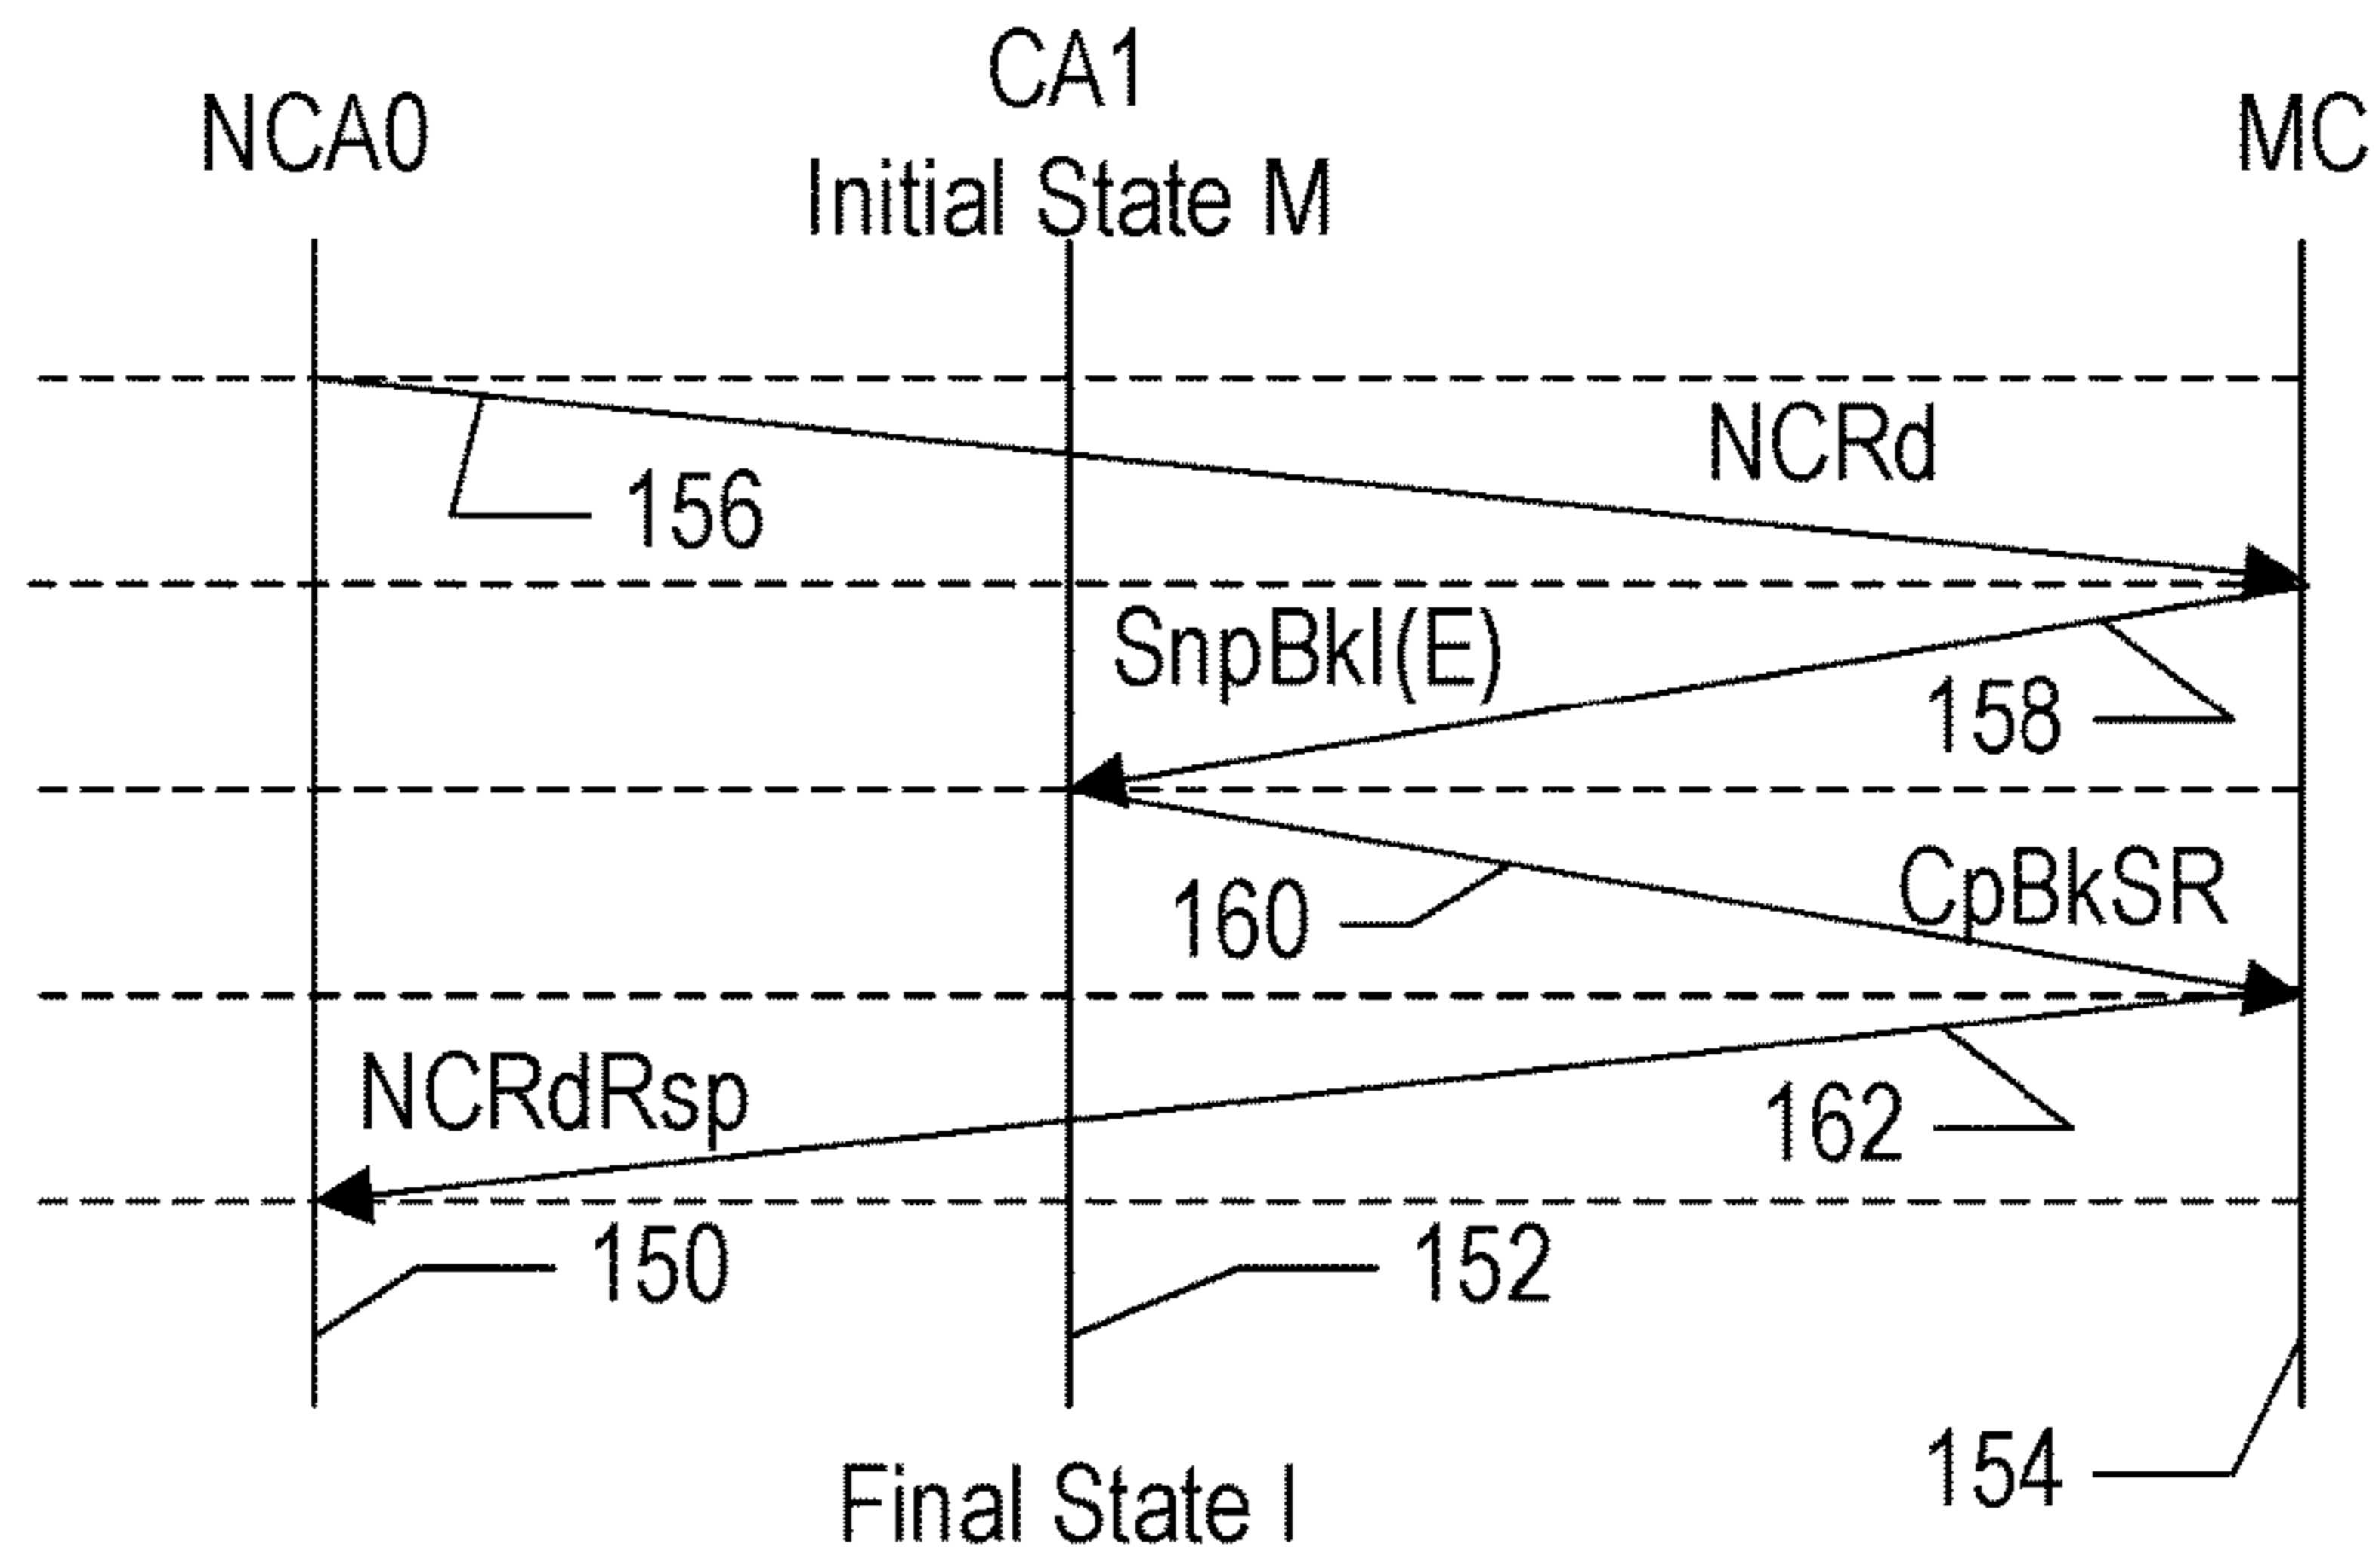 CA1
NCA0
MC
Initial State M
NCRd
156
SnpBkI(E)
158
CpBkSR
160
NCRdRsp
162
150
152
154
Final State I